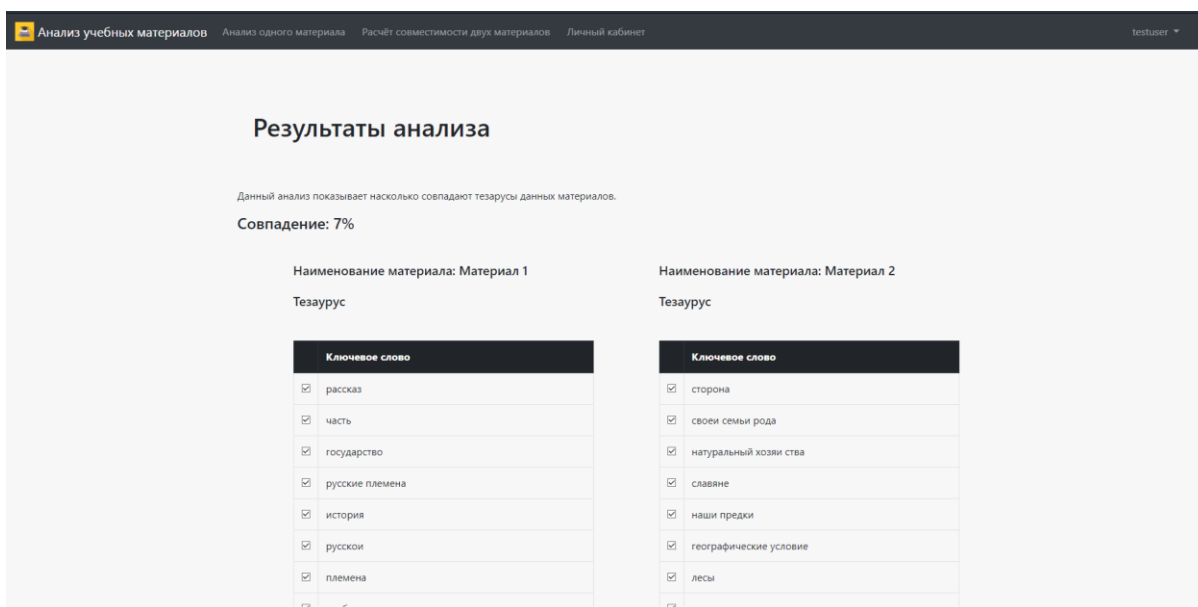 Анализ учебных материалов Анализ одного материала Расчёт совместимости двух материалов Личный кабинет testuser
Результаты анализа
Данный анализ показывает насколько совпадают тезарусы данных материалов.
Совпадение: 7%
Наименование материала: Материал 1
Тезаурус
Ключевое слово
рассказ
часть
государство
русские племена
история
русскои
племена
Наименование материала: Материал 2
Тезаурус
Ключевое слово
сторона
своеи семьи рода
натуральный хозяи ства
славяне
наши предки
географические условие
лесы